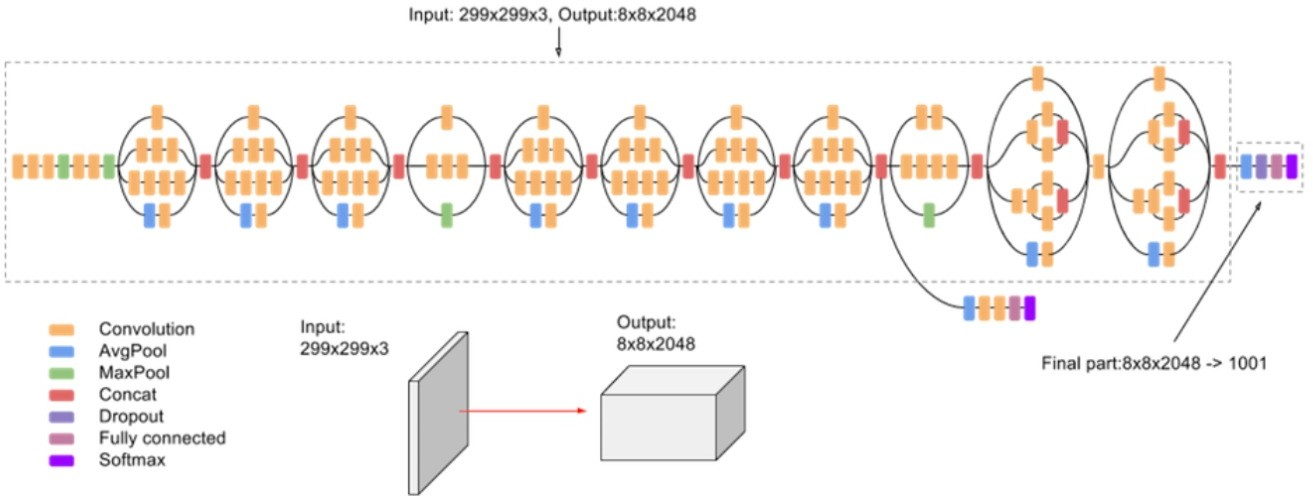 Input: 299x299x3, Output:8x8x2048
Convolution
AvgPool
MaxPool
Concat
Dropout
Fully connected
Softmax
Input:
299x299x3
Output:
8x8x2048
Final part:8x8x2048 -> 1001